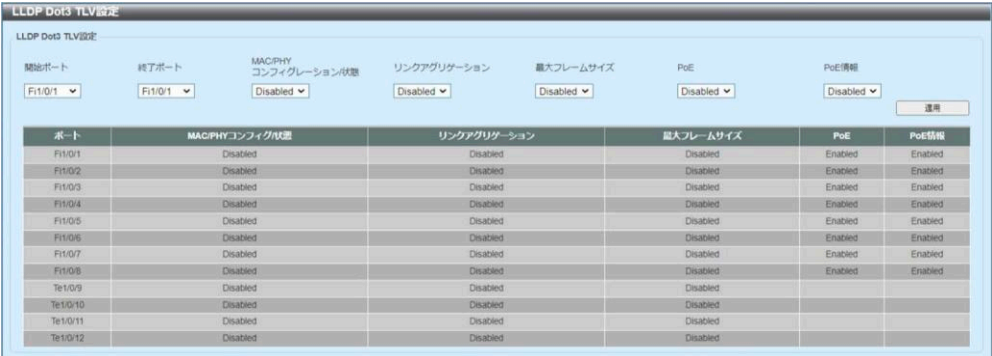 LLDP Dot3 TLV設定
LLDP Dot3 TLV設定
開始ポート 終了ポート MAC/PHY コンフィグレーション/状態 リンクアグリゲーション 最大フレームサイズ PoE PoE情報
Fi1/0/1 Fi1/0/1 Disabled Disabled Disabled Disabled Disabled
適用
ポート MAC/PHYコンフィグ/状態 リンクアグリゲーション 最大フレームサイズ PoE PoE情報
Fi1/0/1 Disabled Disabled Disabled Enabled Enabled
Fi1/0/2 Disabled Disabled Disabled Enabled Enabled
Fi1/0/3 Disabled Disabled Disabled Enabled Enabled
Fi1/0/4 Disabled Disabled Disabled Enabled Enabled
Fi1/0/5 Disabled Disabled Disabled Enabled Enabled
Fi1/0/6 Disabled Disabled Disabled Enabled Enabled
Fi1/0/7 Disabled Disabled Disabled Enabled Enabled
Fi1/0/8 Disabled Disabled Disabled Enabled Enabled
Te1/0/9 Disabled Disabled Disabled
Te1/0/10 Disabled Disabled Disabled
Te1/0/11 Disabled Disabled Disabled
Te1/0/12 Disabled Disabled Disabled